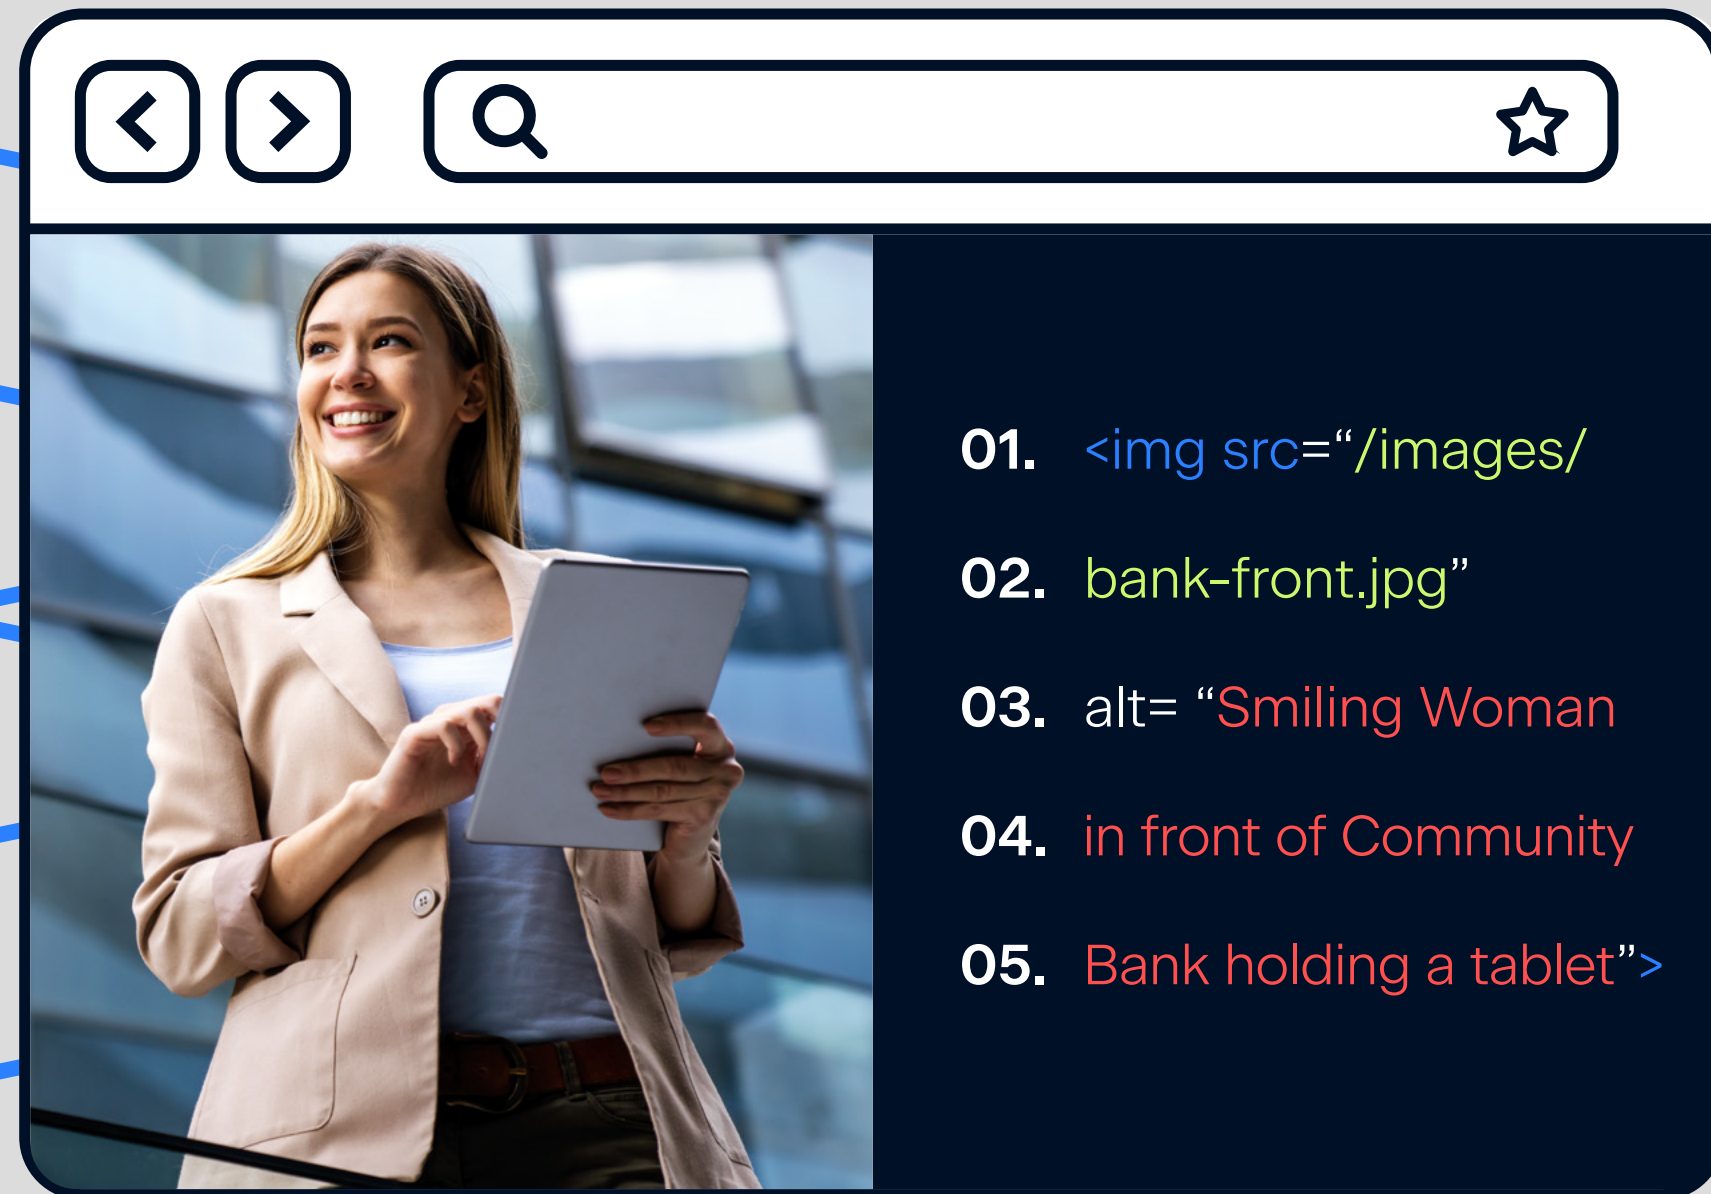 01. <img src=“/images/
02. bank-front.jpg”
03. alt= “Smiling Woman
04. in front of Community
05. Bank holding a tablet”>